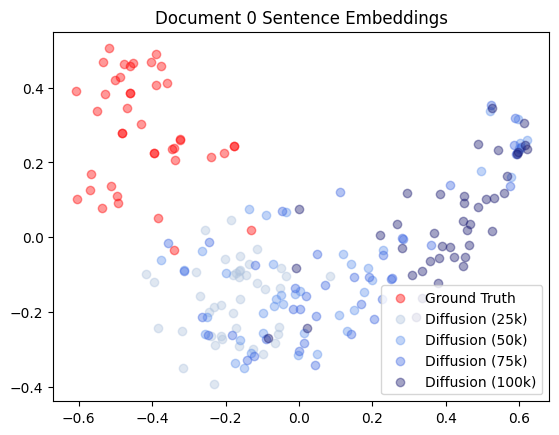 Document 0 Sentence Embeddings
0.4
0.2
0.0
−0.2
−0.4
Ground Truth
Diffusion (25k)
Diffusion (50k)
Diffusion (75k)
Diffusion (100k)
−0.6 −0.4 −0.2 0.0 0.2 0.4 0.6